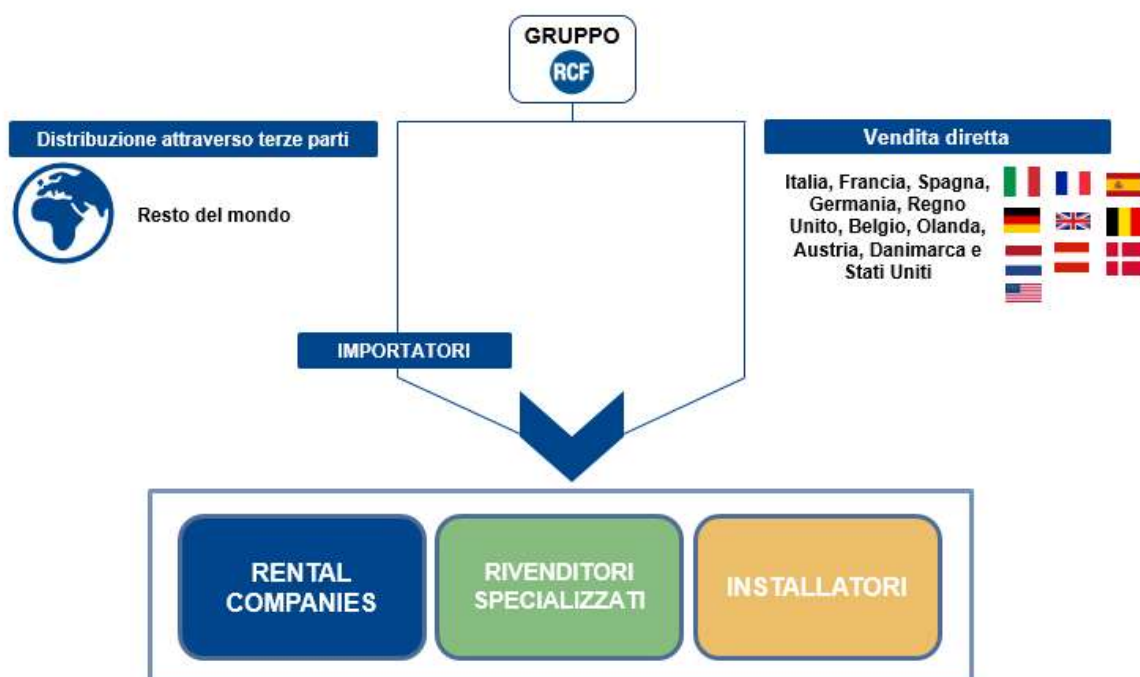 GRUPPO
RCF
Distribuzione attraverso terze parti
Resto del mondo
Vendita diretta
Italia, Francia, Spagna,
Germania, Regno
Unito, Belgio, Olanda,
Austria, Danimarca e
Stati Uniti
IMPORTATORI
RENTAL
COMPANIES
RIVENDITORI
SPECIALIZZATI
INSTALLATORI